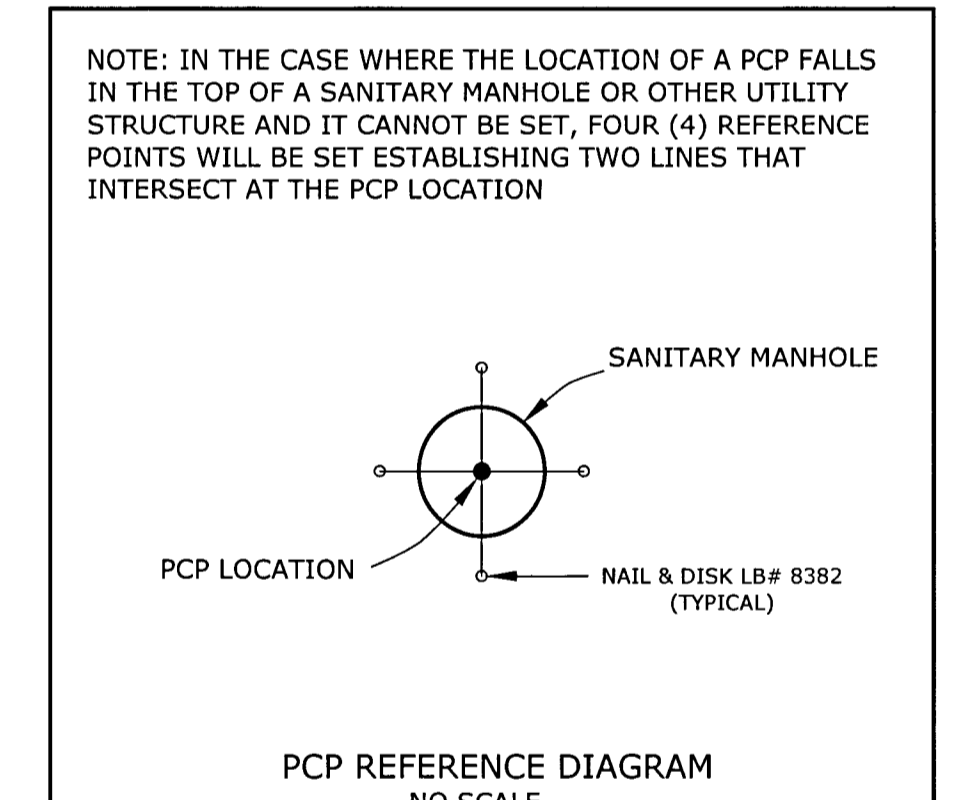 NOTE: IN THE CASE WHERE THE LOCATION OF A PCP FALLS
IN THE TOP OF A SANITARY MANHOLE OR OTHER UTILITY
STRUCTURE AND IT CANNOT BE SET, FOUR (4) REFERENCE
POINTS WILL BE SET ESTABLISHING TWO LINES THAT
INTERSECT AT THE PCP LOCATION
SANITARY MANHOLE
PCP LOCATION
NAIL & DISK LB# 8382
(TYPICAL)
PCP REFERENCE DIAGRAM
NO SCALE